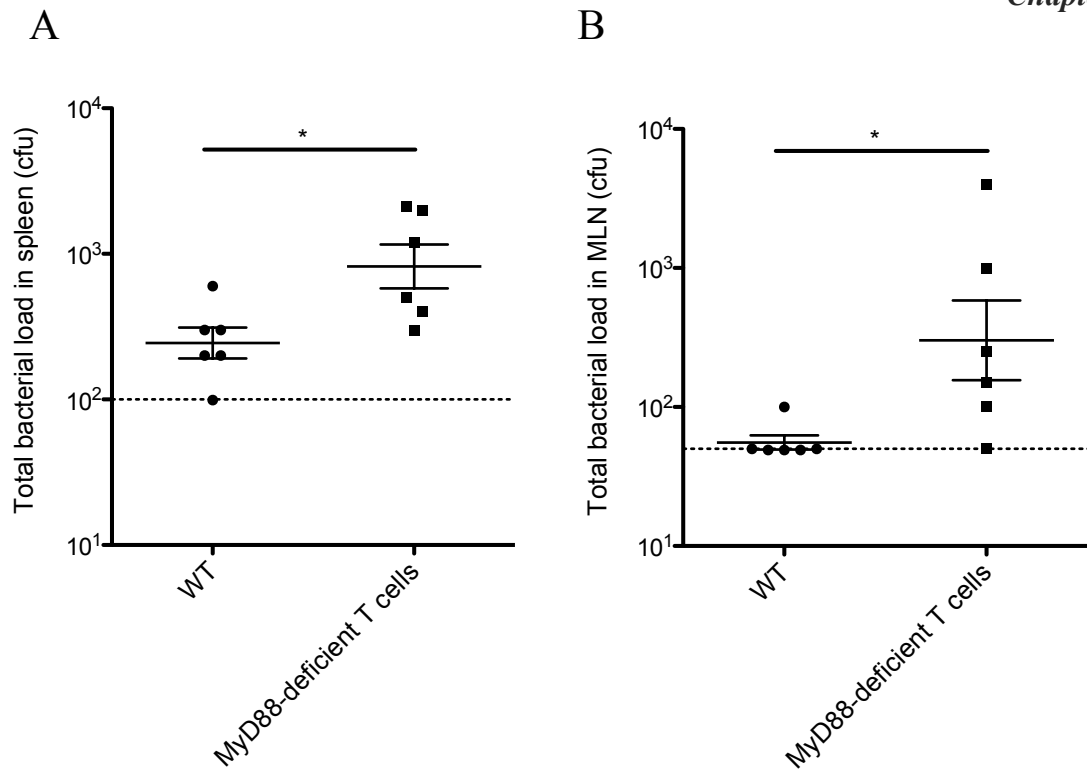 Chapt
A
B
Total bacterial load in spleen (cfu)
10⁴
10³
10²
10¹
*
WT
MyD88-deficient T cells
Total bacterial load in MLN (cfu)
10⁴
10³
10²
10¹
*
WT
MyD88-deficient T cells